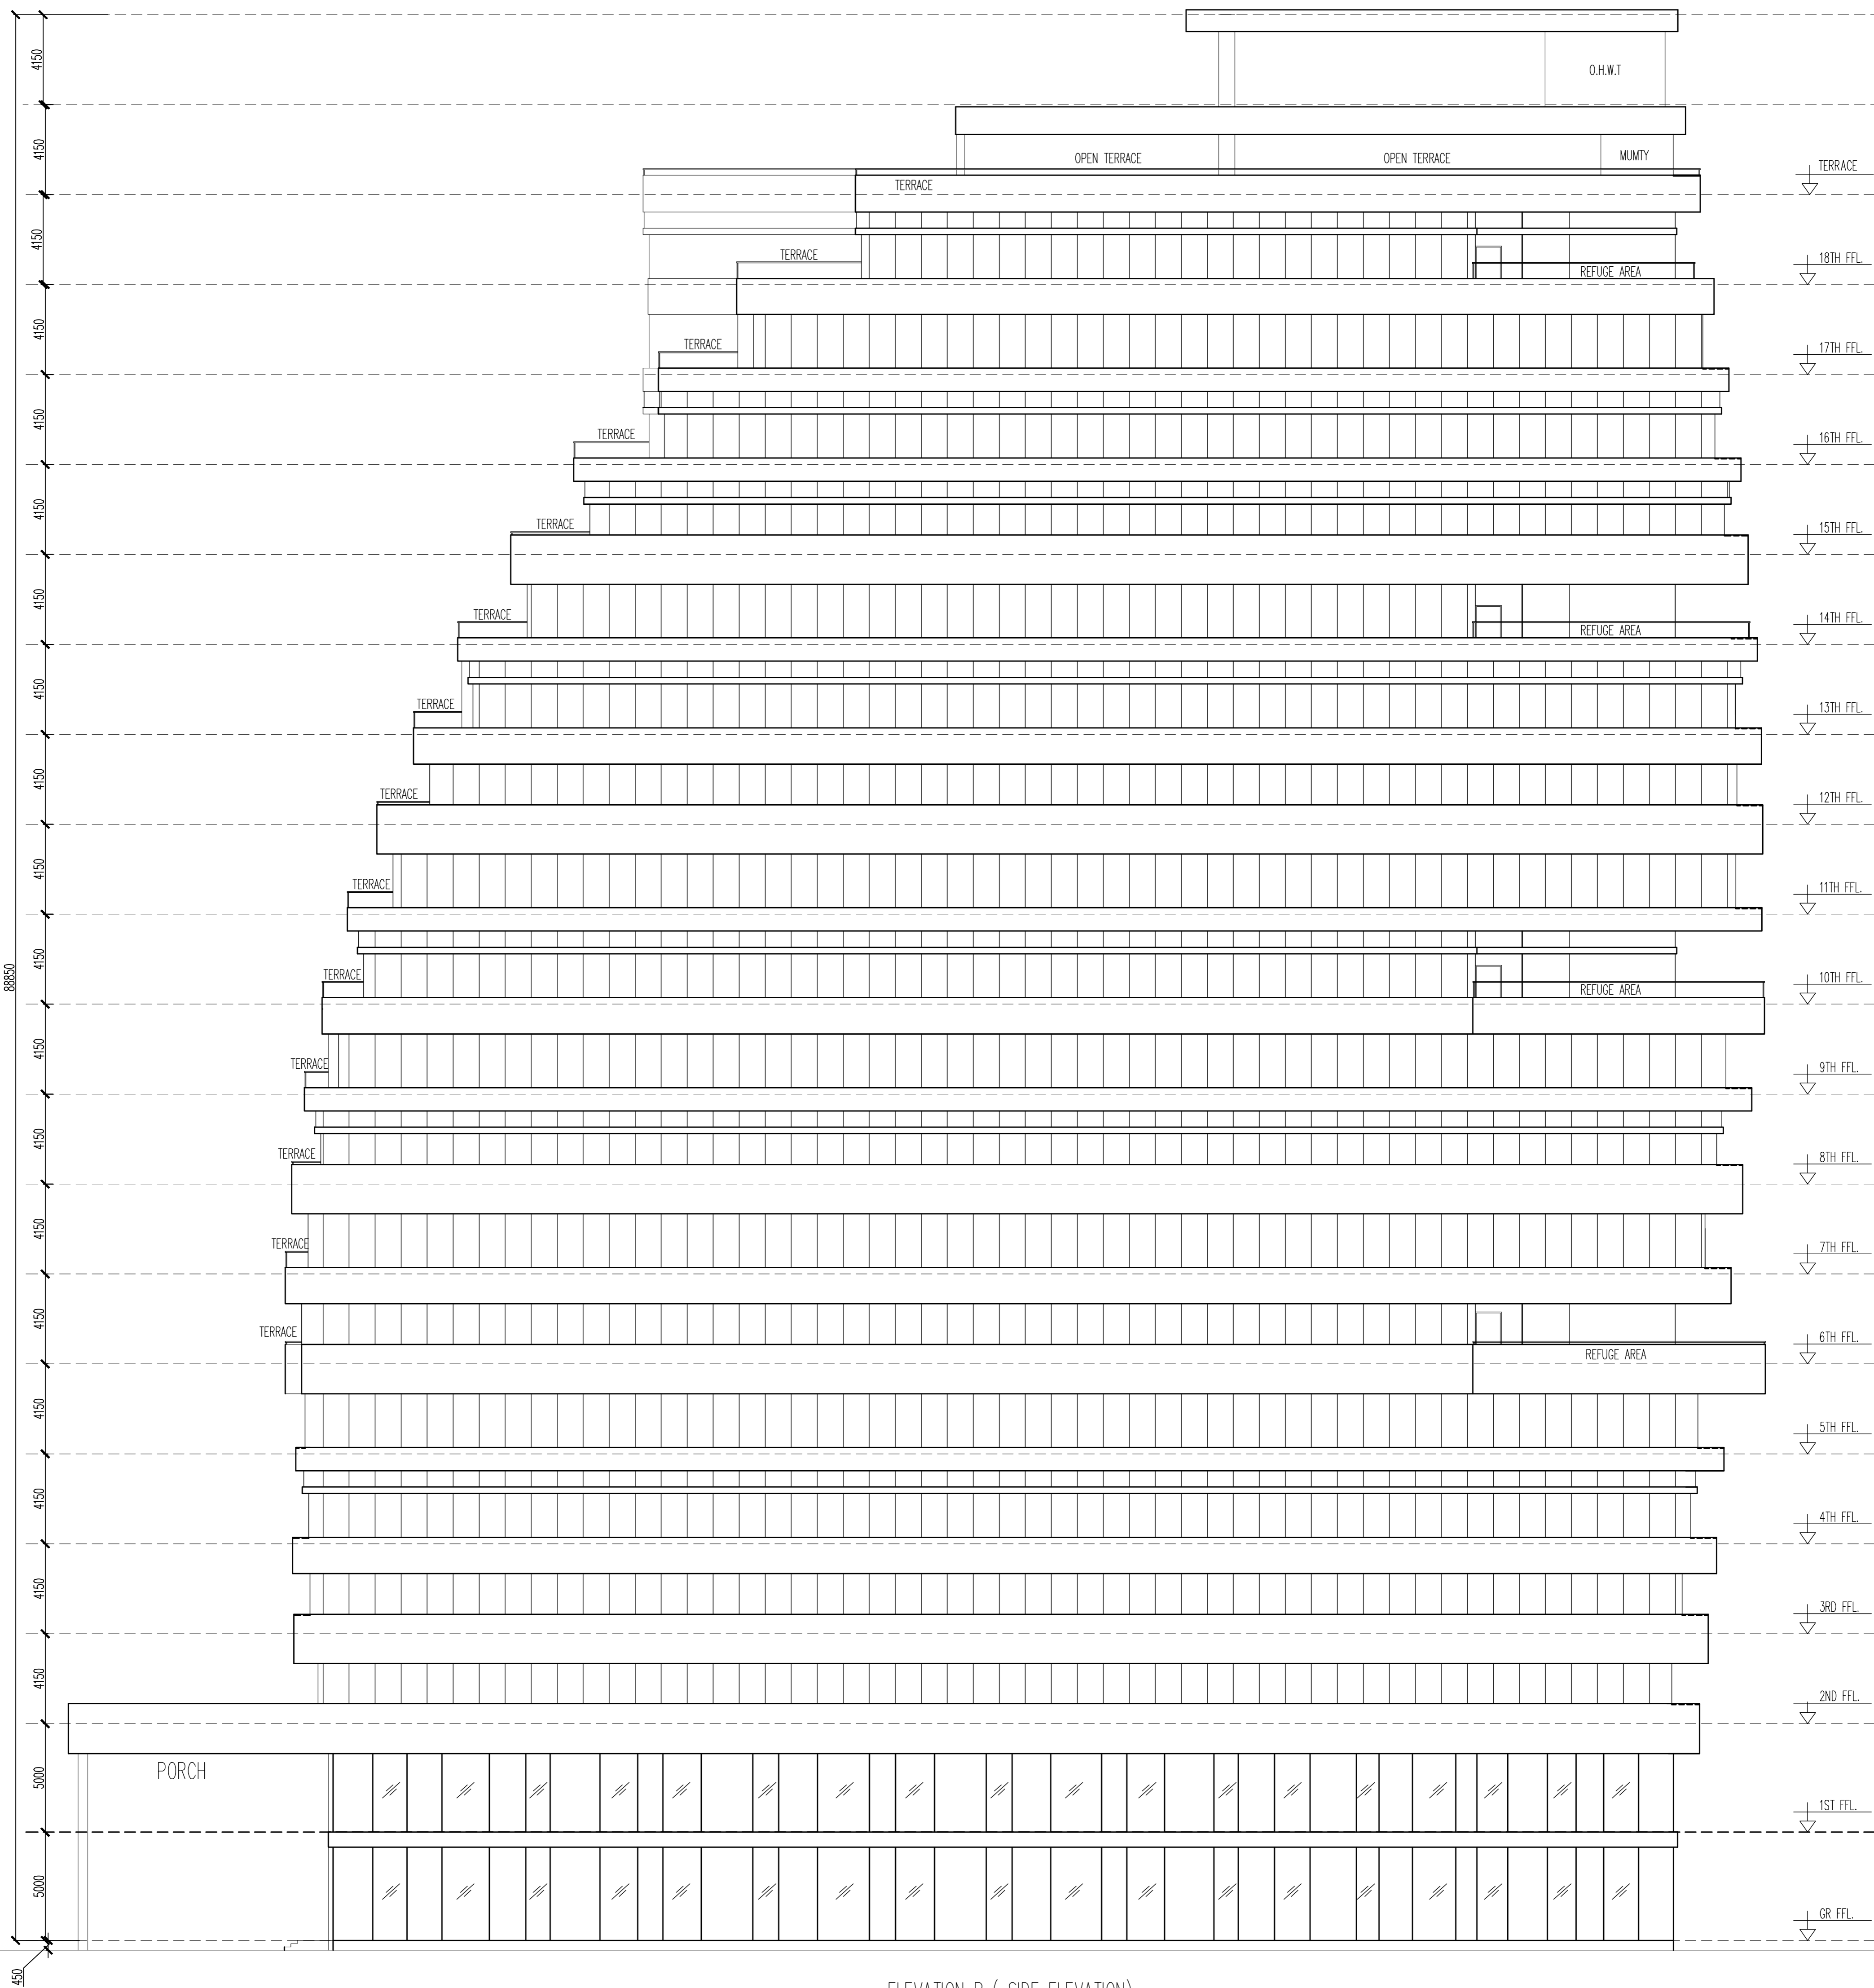 4150
O.H.W.T
4150
OPEN TERRACE
OPEN TERRACE
MUMTY
TERRACE
TERRACE
4150
TERRACE
18TH FFL.
REFUGE AREA
4150
TERRACE
17TH FFL.
4150
TERRACE
16TH FFL.
4150
TERRACE
15TH FFL.
4150
TERRACE
14TH FFL.
REFUGE AREA
4150
TERRACE
13TH FFL.
4150
TERRACE
12TH FFL.
4150
TERRACE
11TH FFL.
4150
88850
TERRACE
10TH FFL.
REFUGE AREA
4150
TERRACE
9TH FFL.
4150
TERRACE
8TH FFL.
4150
TERRACE
7TH FFL.
4150
TERRACE
6TH FFL.
REFUGE AREA
4150
5TH FFL.
4150
4TH FFL.
4150
3RD FFL.
4150
2ND FFL.
PORCH
5000
1ST FFL.
5000
GR FFL.
450
ELEVATION ( SIDE ELEVATION)